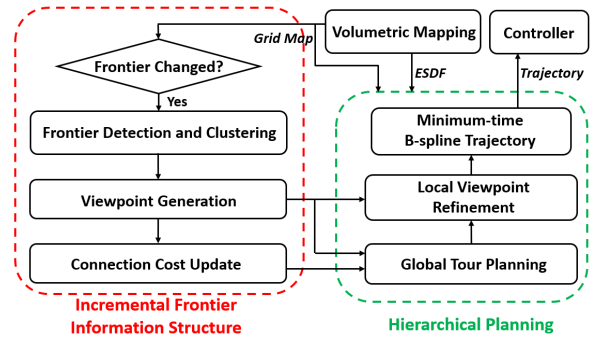 Volumetric Mapping
Controller
Grid Map
ESDF
Trajectory
Frontier Changed?
Yes
Frontier Detection and Clustering
Viewpoint Generation
Connection Cost Update
Incremental Frontier
Information Structure
Minimum-time
B-spline Trajectory
Local Viewpoint
Refinement
Global Tour Planning
Hierarchical Planning